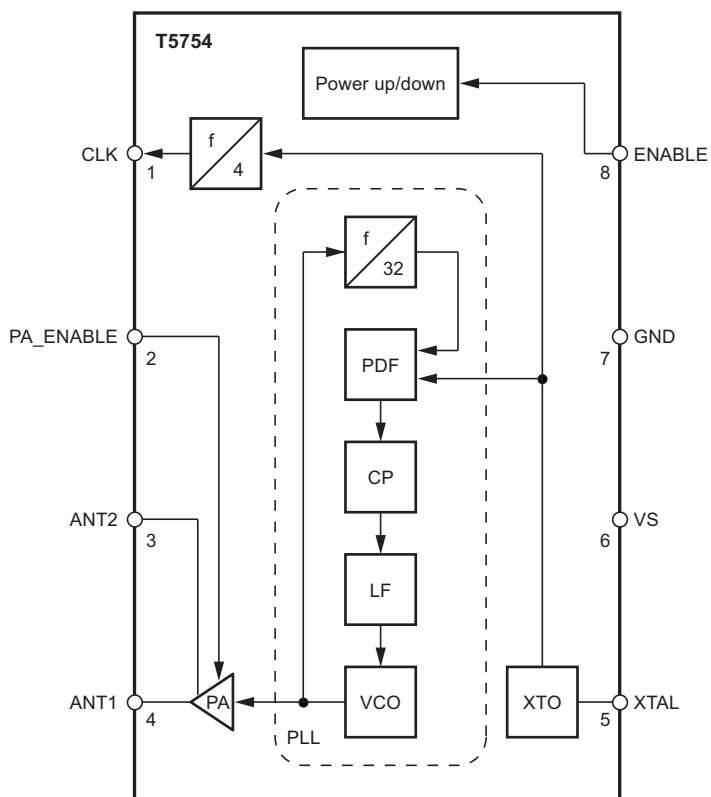 T5754
Power up/down
CLK
1
f
4
8
ENABLE
f
32
PA_ENABLE
2
PDF
7
GND
CP
ANT2
3
6
VS
LF
ANT1
4
PA
VCO
XTO
5
XTAL
PLL